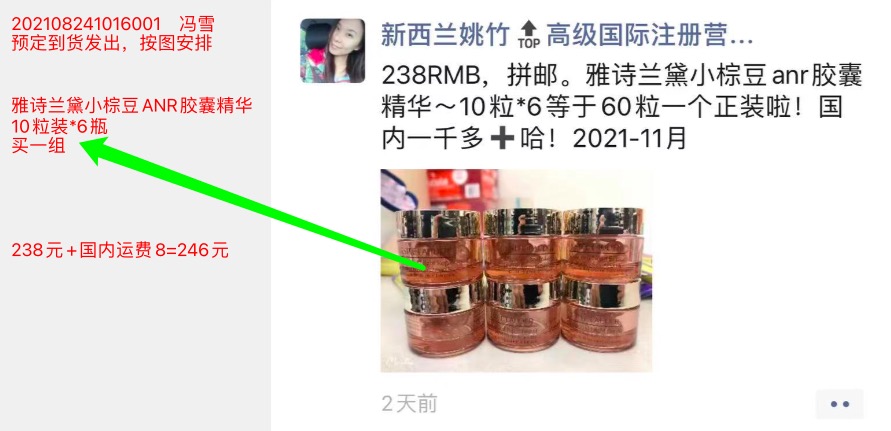 202108241016001 冯雪
预定到货发出，按图安排
雅诗兰黛小棕豆ANR胶囊精华
10粒装*6瓶
买一组
238元+国内运费8=246元
新西兰姚竹🔝高级国际注册营...
238RMB，拼邮。雅诗兰黛小棕豆anr胶囊
精华～10粒*6等于60粒一个正装啦！国
内一千多➕哈！2021-11月
2天前